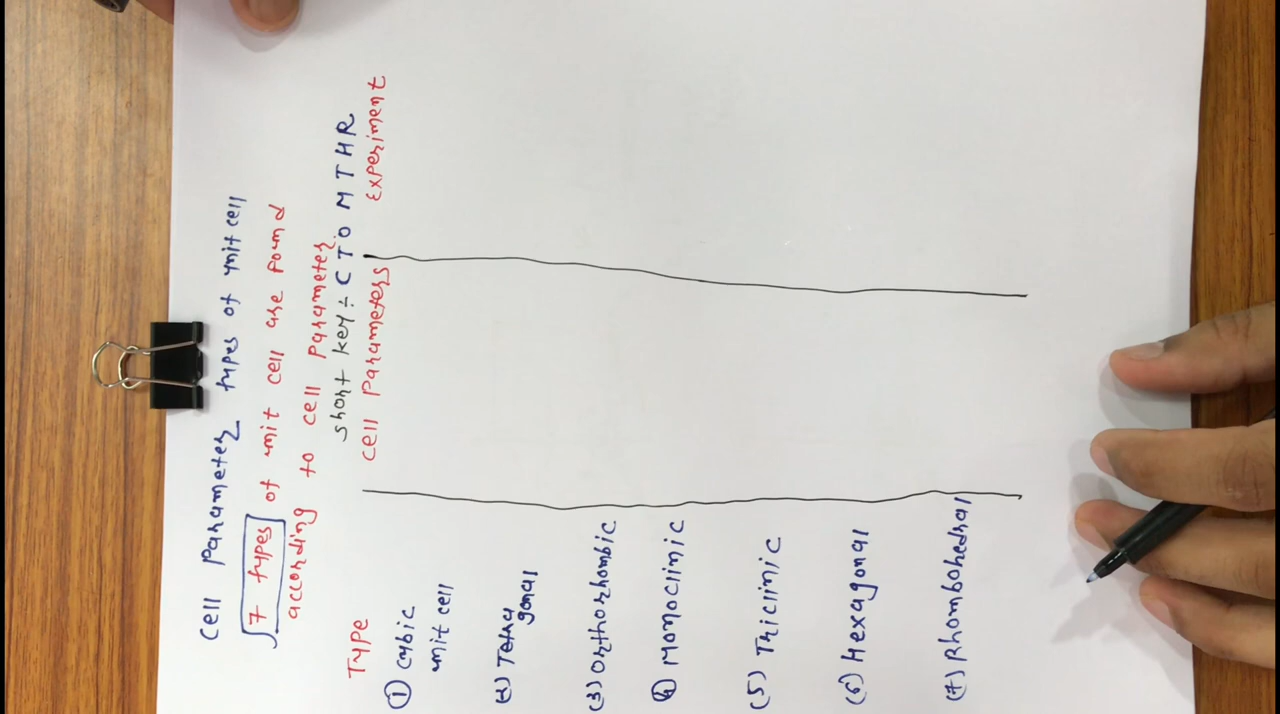 Cell Parameter types of unit cell
7 types of unit cell are found
according to cell Parameter.
short key:- C T O M T H R
TYPE Cell Parameters Experiment
(1) Cubic
unit cell
(2) Tetra
gonal
(3) Orthorhombic
(4) Monoclinic
(5) Triclinic
(6) Hexagonal
(7) Rhombohedral